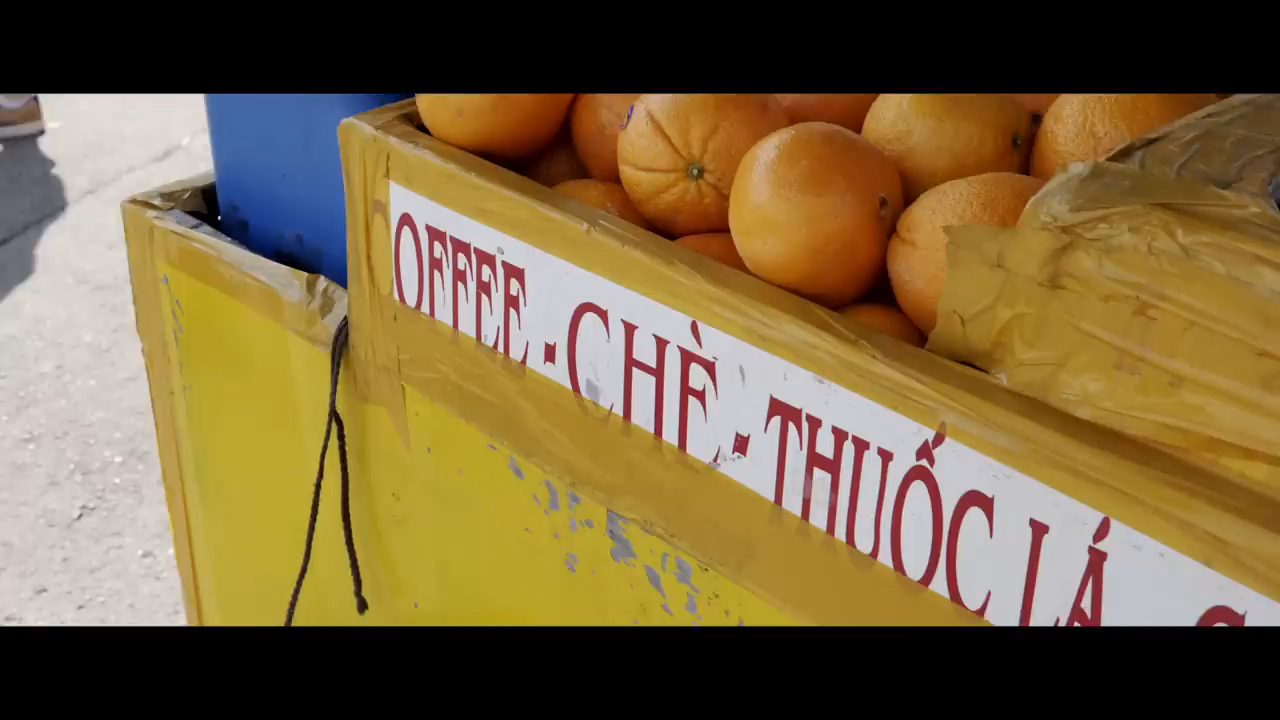 OFFEE - CHÈ - THUỐC LÁ